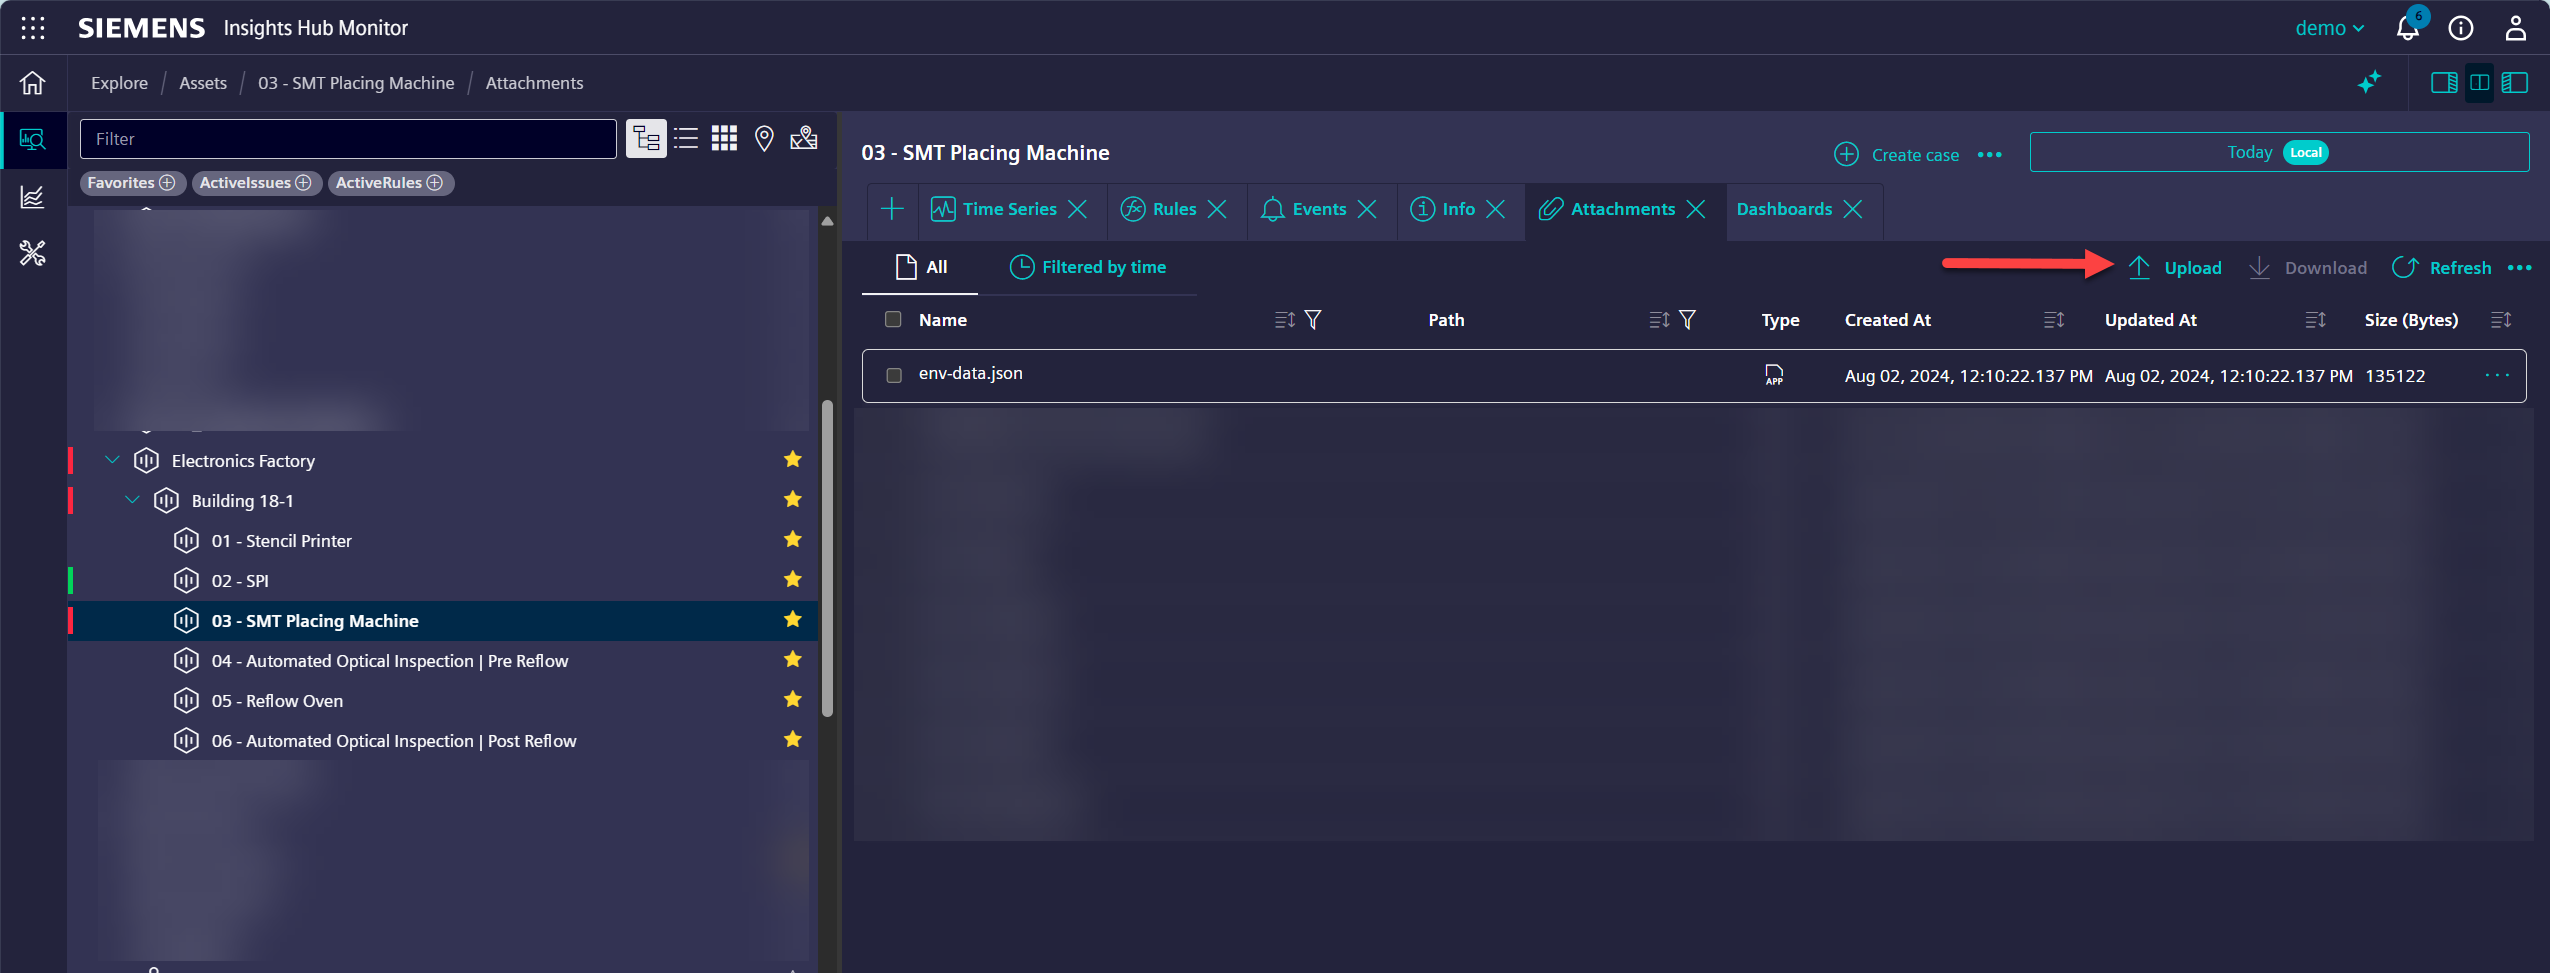 SIEMENS Insights Hub Monitor
demo
6
Explore / Assets / 03 - SMT Placing Machine / Attachments
Filter
Favorites
ActiveIssues
ActiveRules
Electronics Factory
Building 18-1
01 - Stencil Printer
02 - SPI
03 - SMT Placing Machine
04 - Automated Optical Inspection | Pre Reflow
05 - Reflow Oven
06 - Automated Optical Inspection | Post Reflow
03 - SMT Placing Machine
Create case
Today Local
Time Series
Rules
Events
Info
Attachments
Dashboards
All
Filtered by time
Upload
Download
Refresh
Name Path Type Created At Updated At Size (Bytes)
env-data.json APP Aug 02, 2024, 12:10:22.137 PM Aug 02, 2024, 12:10:22.137 PM 135122